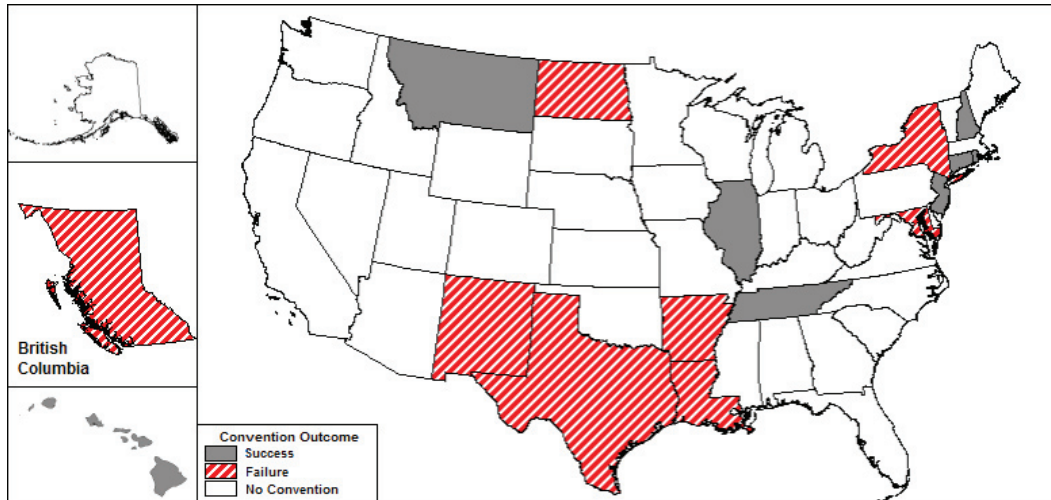 British
Columbia
Convention Outcome
Success
Failure
No Convention